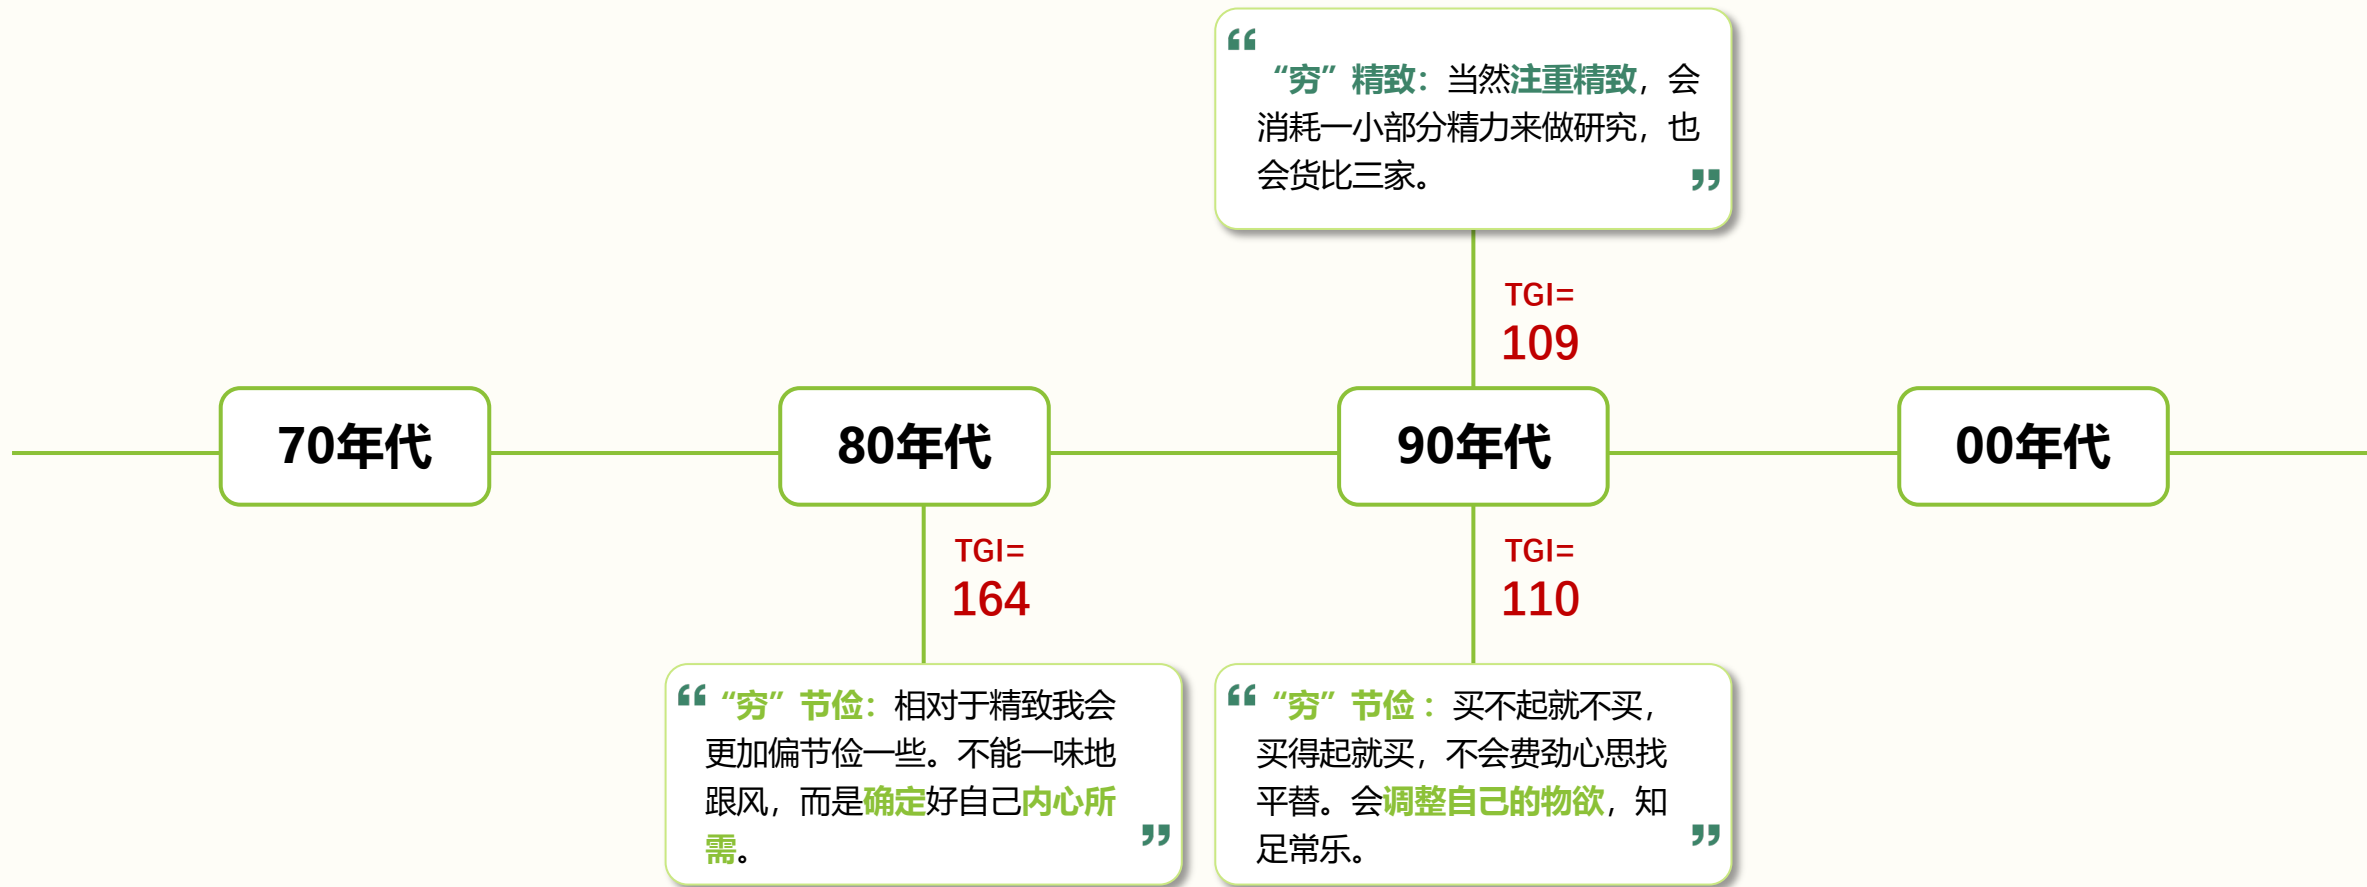 “
“穷”精致：当然注重精致，会
消耗一小部分精力来做研究，也
会货比三家。
”
TGI=
109
70年代
80年代
90年代
00年代
TGI=
164
TGI=
110
“
“穷”节俭：相对于精致我会
更加偏节俭一些。不能一味地
跟风，而是确定好自己内心所
需。
”
“
“穷”节俭：买不起就不买，
买得起就买，不会费劲心思找
平替。会调整自己的物欲，知
足常乐。
”